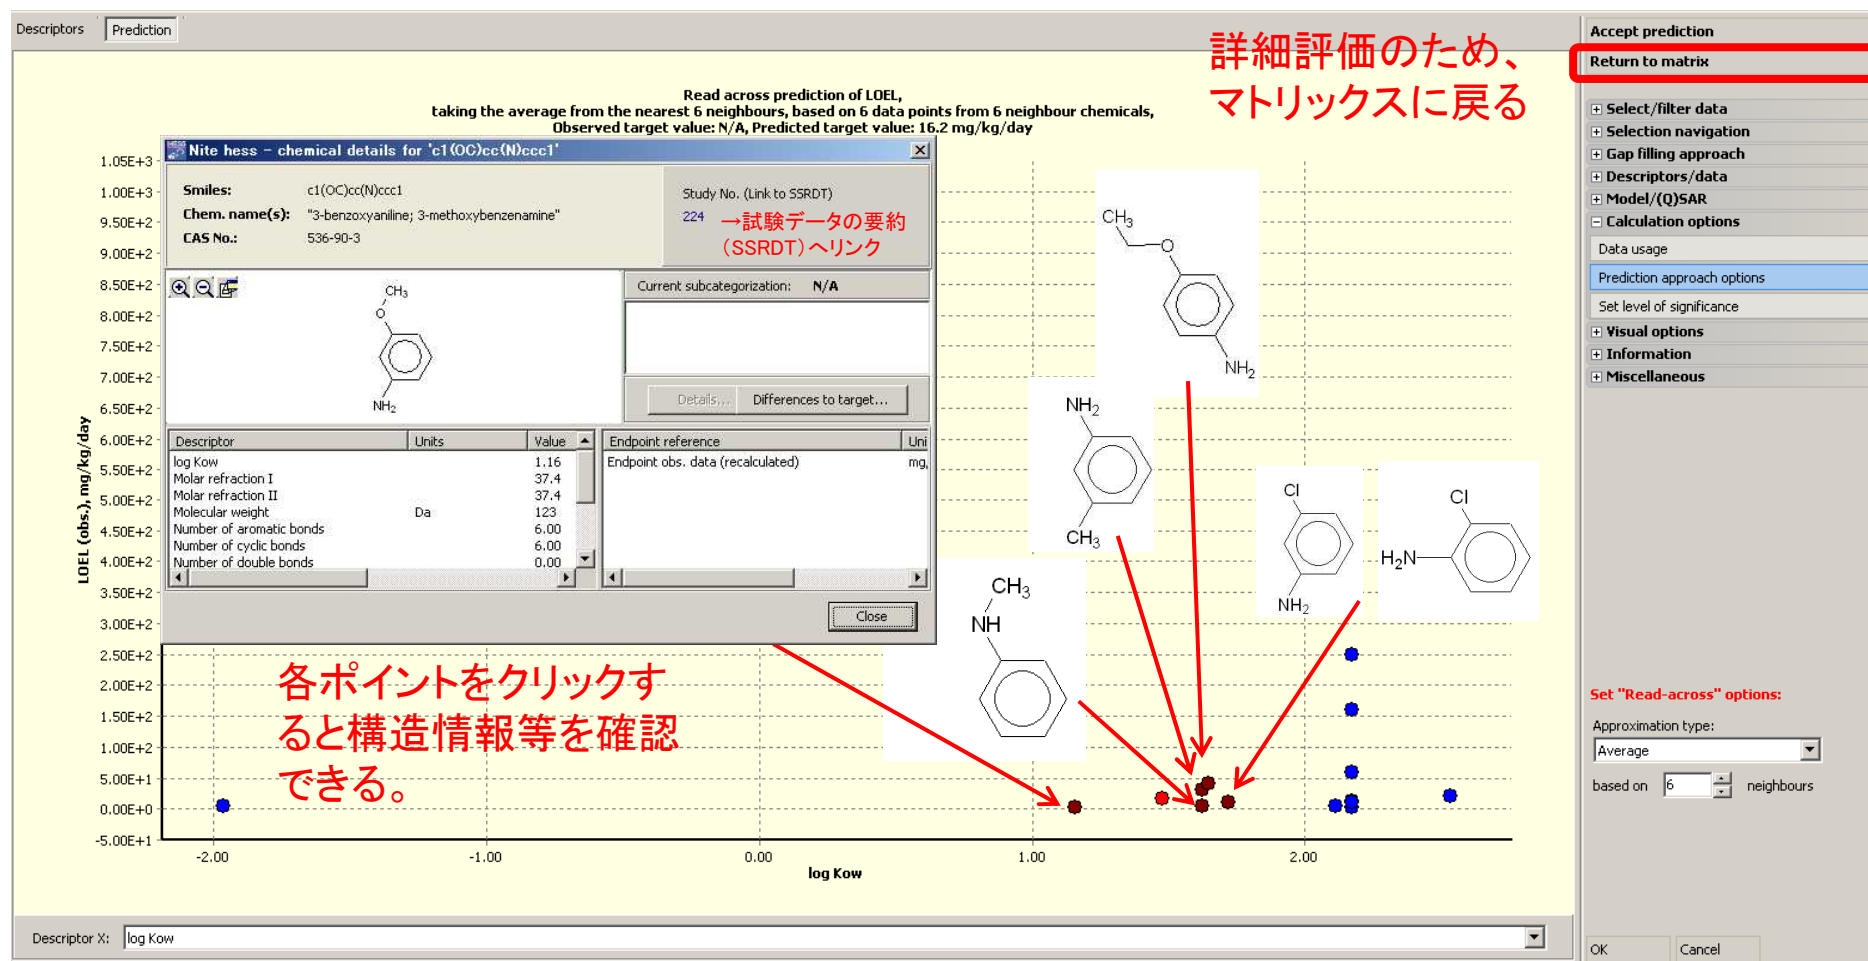 Descriptors
Prediction
詳細評価のため、
マトリックスに戻る
Read across prediction of LOEL,
taking the average from the nearest 6 neighbours, based on 6 data points from 6 neighbour chemicals,
Observed target value: N/A, Predicted target value: 16.2 mg/kg/day
Nite hess - chemical details for 'c1(OC)cc(N)ccc1'
Smiles: c1(OC)cc(N)ccc1
Chem. name(s): "3-benzoxyaniline; 3-methoxybenzenamine"
CAS No.: 536-90-3
Study No. (Link to SSRDT)
224 →試験データの要約
(SSRDT)へリンク
CH3
O
NH2
Current subcategorization: N/A
Details...
Differences to target...
Descriptor Units Value
log Kow 1.16
Molar refraction I 37.4
Molar refraction II 37.4
Molecular weight Da 123
Number of aromatic bonds 6.00
Number of cyclic bonds 6.00
Number of double bonds 0.00
Endpoint reference Uni
Endpoint obs. data (recalculated) mg,
Close
LOEL (obs.), mg/kg/day
1.05E+3
1.00E+3
9.50E+2
9.00E+2
8.50E+2
8.00E+2
7.50E+2
7.00E+2
6.50E+2
6.00E+2
5.50E+2
5.00E+2
4.50E+2
4.00E+2
3.50E+2
3.00E+2
2.50E+2
2.00E+2
1.50E+2
1.00E+2
5.00E+1
0.00E+0
-5.00E+1
CH3
O
NH2
NH2
CH3
Cl
NH2
Cl
H2N
CH3
NH
各ポイントをクリックす
ると構造情報等を確認
できる。
-2.00
-1.00
0.00
1.00
2.00
log Kow
Descriptor X: log Kow
Accept prediction
Return to matrix
Select/filter data
Selection navigation
Gap filling approach
Descriptors/data
Model/(Q)SAR
Calculation options
Data usage
Prediction approach options
Set level of significance
Visual options
Information
Miscellaneous
Set "Read-across" options:
Approximation type:
Average
based on 6 neighbours
OK
Cancel